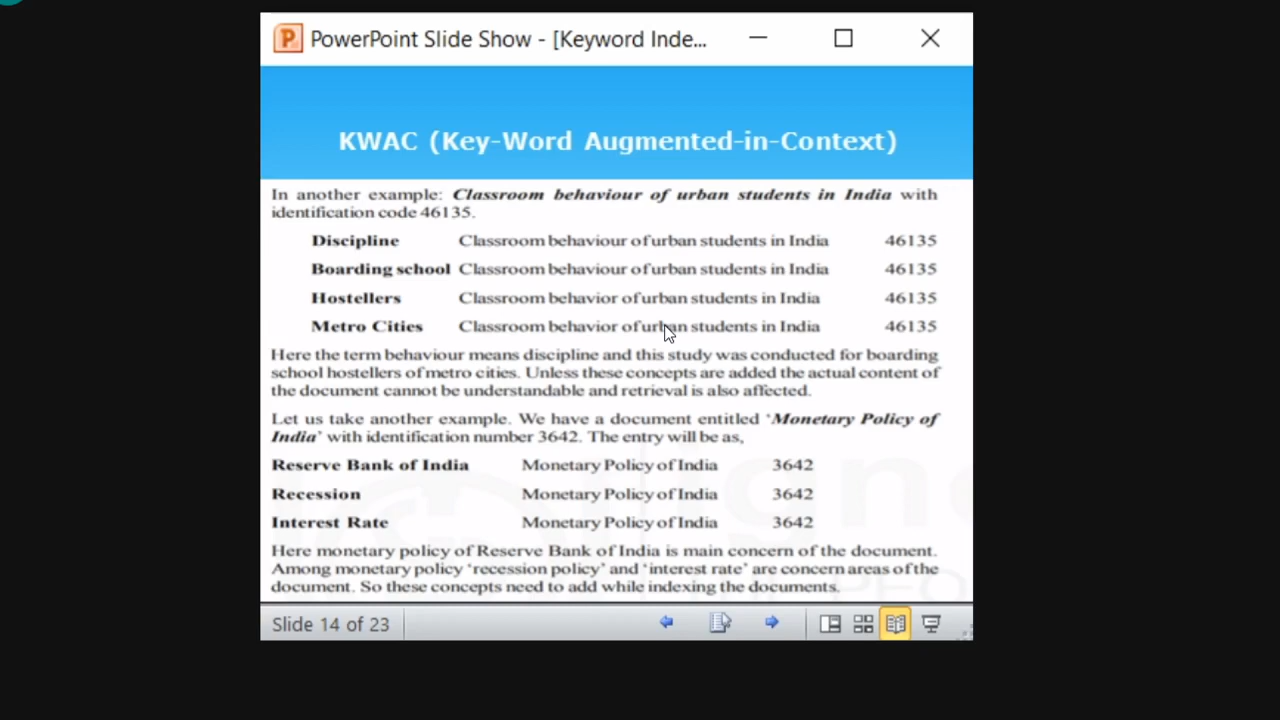 PowerPoint Slide Show - [Keyword Inde...
KWAC (Key-Word Augmented-in-Context)
In another example: Classroom behaviour of urban students in India with
identification code 46135.
Discipline Classroom behaviour of urban students in India 46135
Boarding school Classroom behaviour of urban students in India 46135
Hostellers Classroom behavior of urban students in India 46135
Metro Cities Classroom behavior of urban students in India 46135
Here the term behaviour means discipline and this study was conducted for boarding
school hostellers of metro cities. Unless these concepts are added the actual content of
the document cannot be understandable and retrieval is also affected.
Let us take another example. We have a document entitled ‘Monetary Policy of
India’ with identification number 3642. The entry will be as,
Reserve Bank of India Monetary Policy of India 3642
Recession Monetary Policy of India 3642
Interest Rate Monetary Policy of India 3642
Here monetary policy of Reserve Bank of India is main concern of the document.
Among monetary policy ‘recession policy’ and ‘interest rate’ are concern areas of the
document. So these concepts need to add while indexing the documents.
Slide 14 of 23